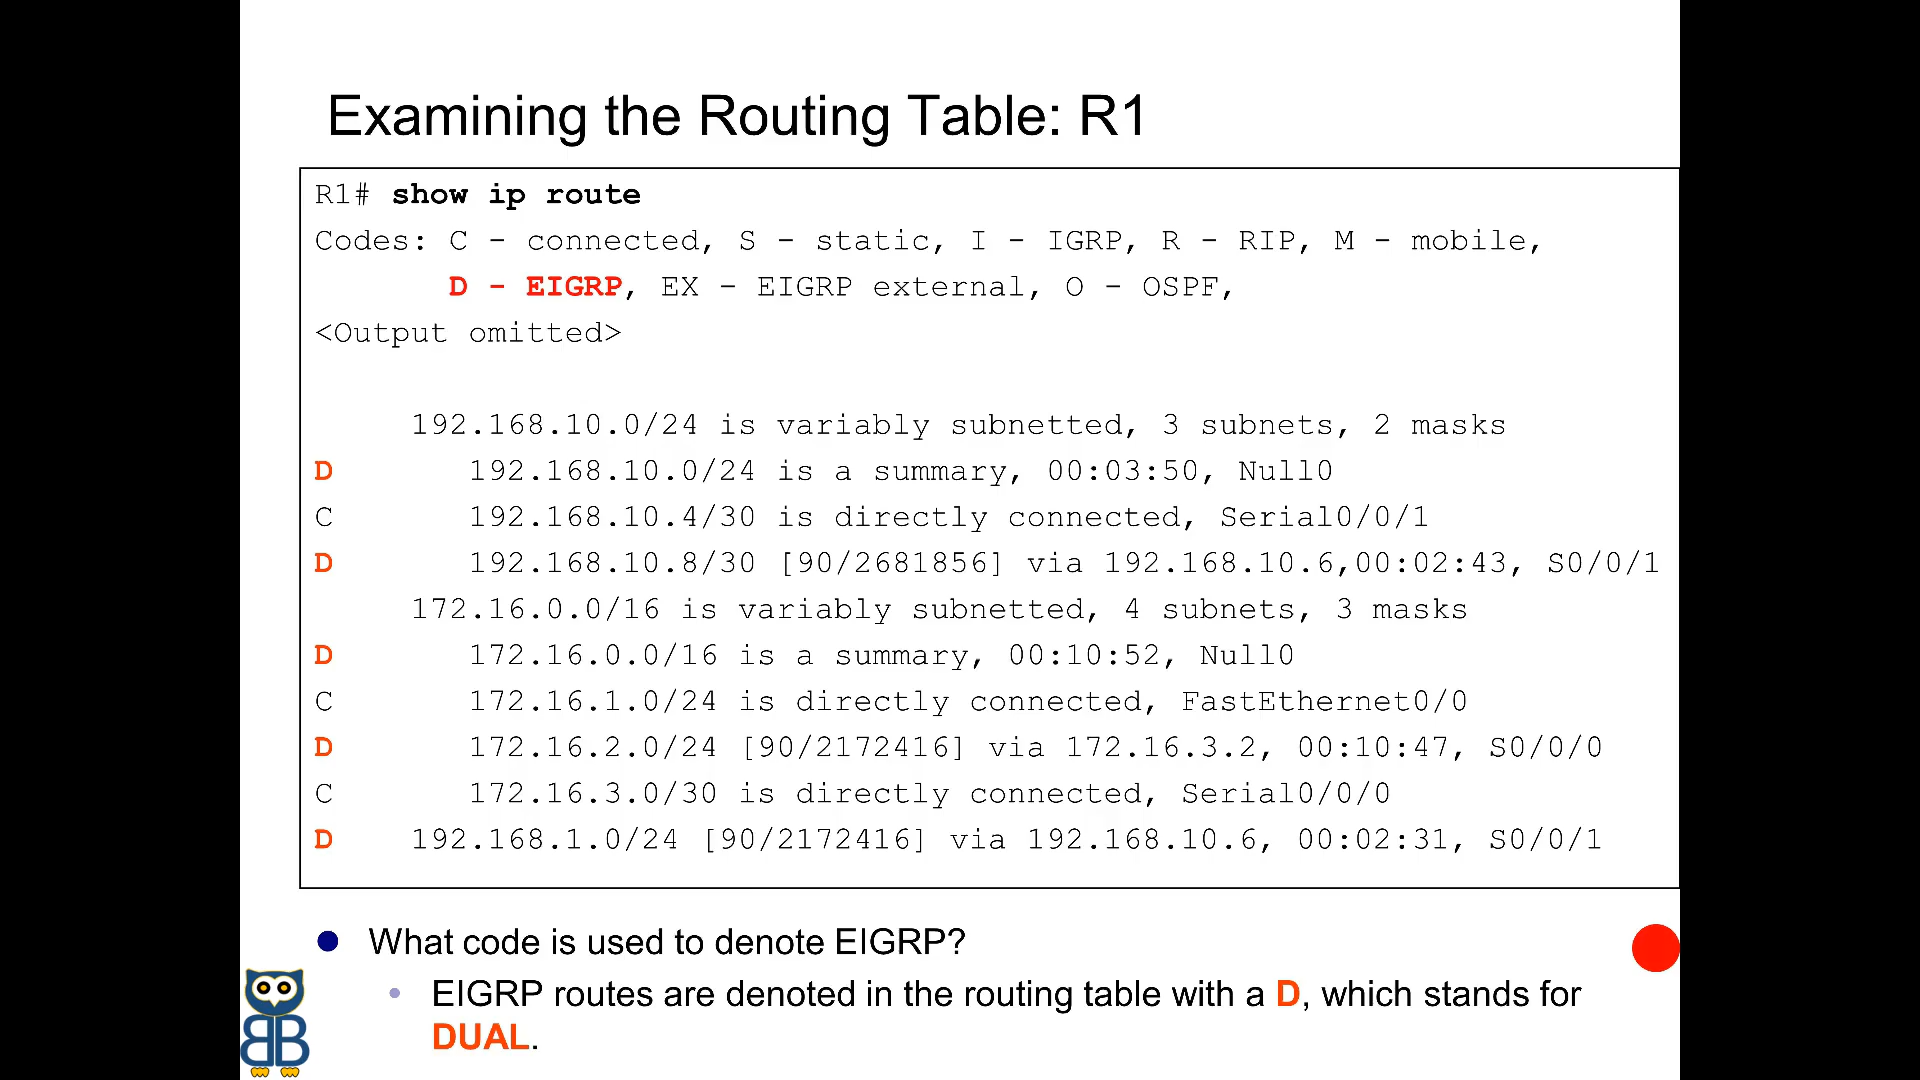 Examining the Routing Table: R1
R1# show ip route
Codes: C - connected, S - static, I - IGRP, R - RIP, M - mobile,
D - EIGRP, EX - EIGRP external, O - OSPF,
<Output omitted>
192.168.10.0/24 is variably subnetted, 3 subnets, 2 masks
D 192.168.10.0/24 is a summary, 00:03:50, Null0
C 192.168.10.4/30 is directly connected, Serial0/0/1
D 192.168.10.8/30 [90/2681856] via 192.168.10.6,00:02:43, S0/0/1
172.16.0.0/16 is variably subnetted, 4 subnets, 3 masks
D 172.16.0.0/16 is a summary, 00:10:52, Null0
C 172.16.1.0/24 is directly connected, FastEthernet0/0
D 172.16.2.0/24 [90/2172416] via 172.16.3.2, 00:10:47, S0/0/0
C 172.16.3.0/30 is directly connected, Serial0/0/0
D 192.168.1.0/24 [90/2172416] via 192.168.10.6, 00:02:31, S0/0/1
What code is used to denote EIGRP?
EIGRP routes are denoted in the routing table with a D, which stands for
DUAL.
BB